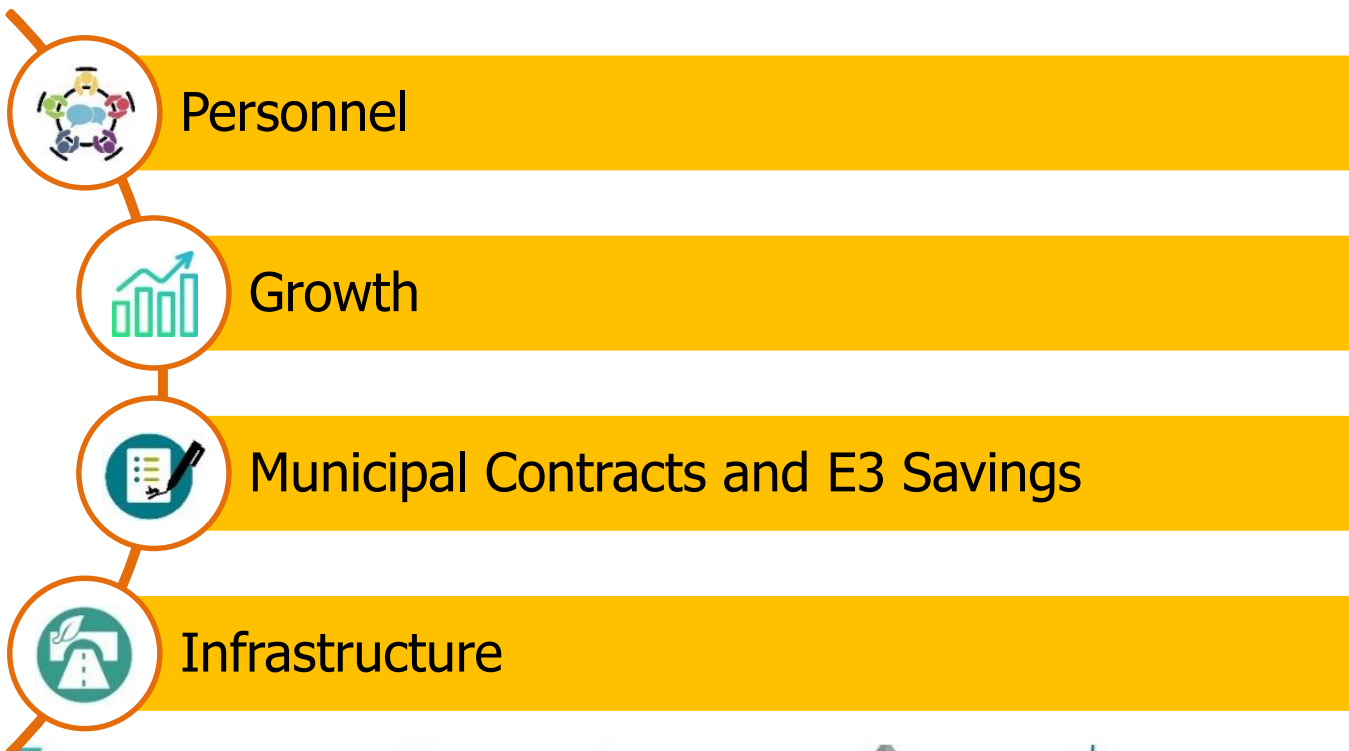 Personnel
Growth
Municipal Contracts and E3 Savings
Infrastructure